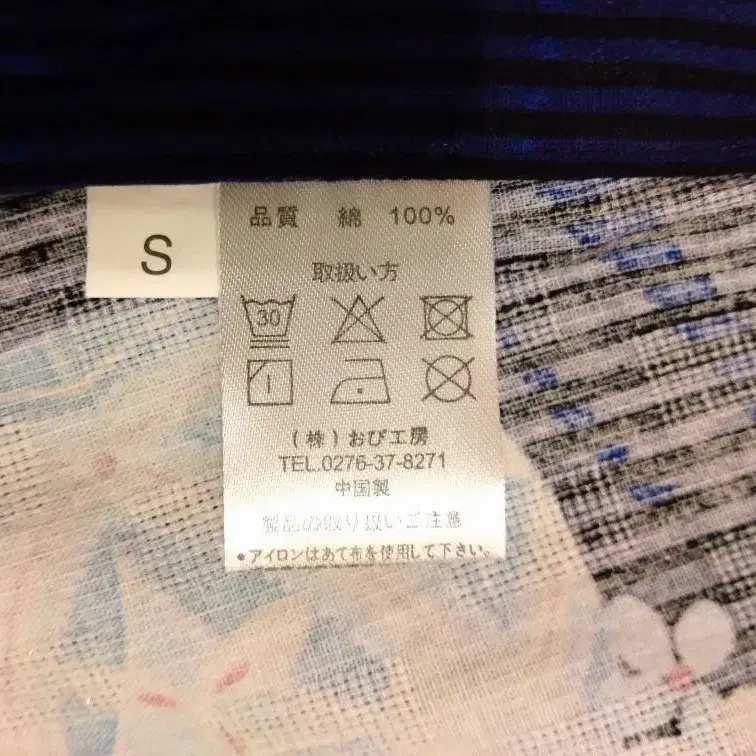 S
品質 綿 100%
取扱い方
30
(株)おび工房
TEL.0276-37-8271
中国製
製品の取り扱いご注意
●アイロンはあて布を使用して下さい。